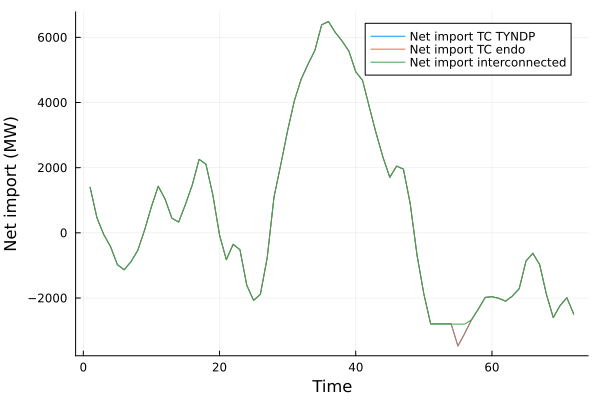 Net import (MW)
6000
4000
2000
0
−2000
Net import TC TYNDP
Net import TC endo
Net import interconnected
0 20 40 60
Time